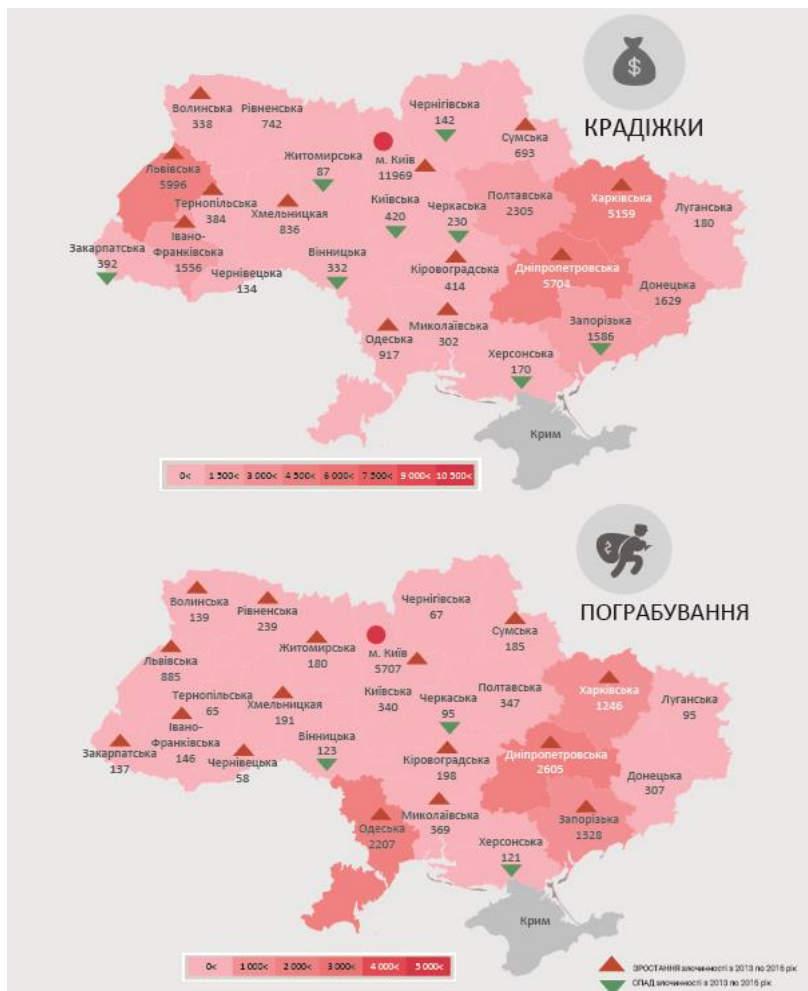 $
КРАДІЖКИ
Волинська
338
Рівненська
742
Чернігівська
142
Сумська
693
Житомирська
87
м. Київ
11969
Львівська
5996
Тернопільська
384
Хмельницкая
836
Київська
420
Черкаська
230
Полтавська
2305
Харківська
5159
Луганська
180
Закарпатська
392
Івано-
Франківська
1556
Чернівецька
134
Вінницька
332
Кіровоградська
414
Дніпропетровська
5704
Донецька
1629
Одеська
917
Миколаївська
302
Запорізька
1586
Херсонська
170
Крим
0< 1 500< 3 000< 4 500< 6 000< 7 500< 9 000< 10 500<
ПОГРАБУВАННЯ
Волинська
139
Рівненська
239
Чернігівська
67
Сумська
185
Житомирська
180
м. Київ
5707
Львівська
885
Тернопільська
65
Хмельницкая
191
Київська
340
Черкаська
95
Полтавська
347
Харківська
1246
Луганська
95
Закарпатська
137
Івано-
Франківська
146
Чернівецька
58
Вінницька
123
Кіровоградська
198
Дніпропетровська
2605
Донецька
307
Одеська
2207
Миколаївська
369
Запорізька
1328
Херсонська
121
Крим
0< 1 000< 2 000< 3 000< 4 000< 5 000<
ЗРОСТАННЯ злочинності з 2013 по 2016 рік
СПАД злочинності з 2013 по 2016 рік